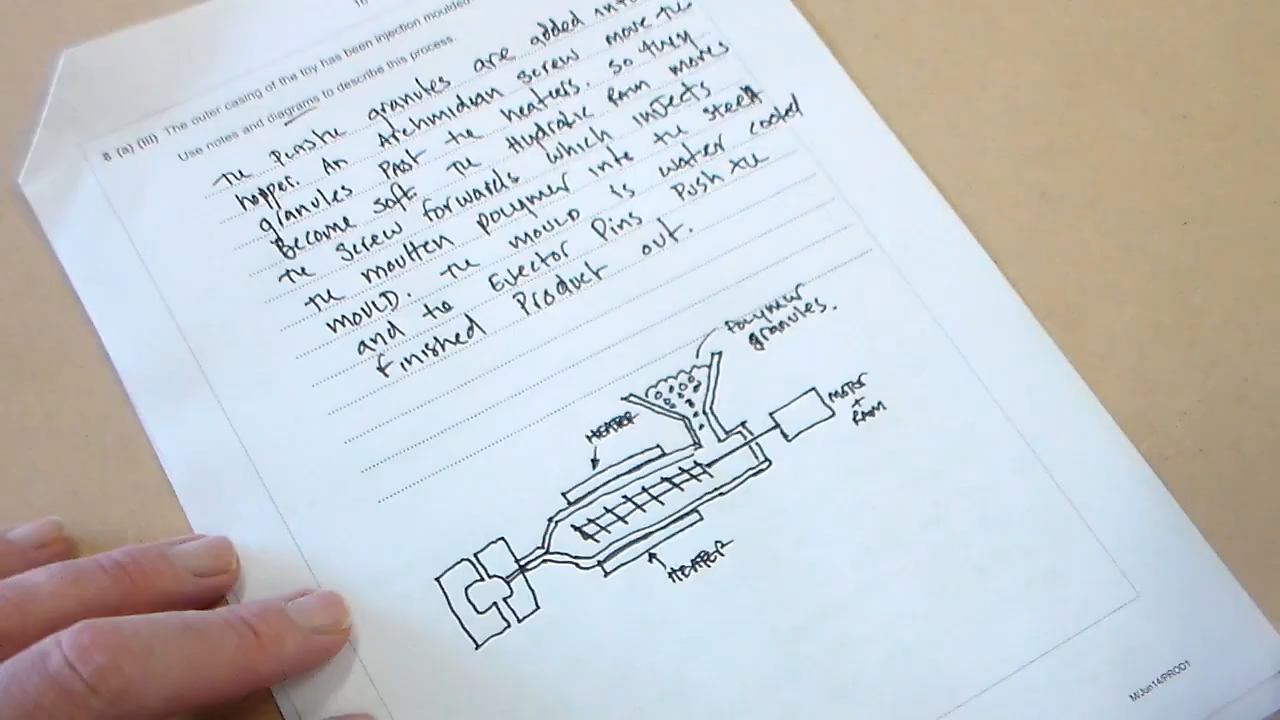 16
8 (a) (iii) The outer casing of the toy has been injection moulded
Use notes and diagrams to describe this process.
The Plastic granules are added into
hopper. An Archmidian screw move the
granules Past the heaters. so they
Become soft. The Hydralic Ram moves
the screw forwards which injects
the moulten polymer into the steel
mould. The mould is water cooled
and the Ejector Pins Push the
finished Product out.
Polymer
granules.
HEATER
MOTOR
+
RAM
HEATER
M/Jun14/PROD1